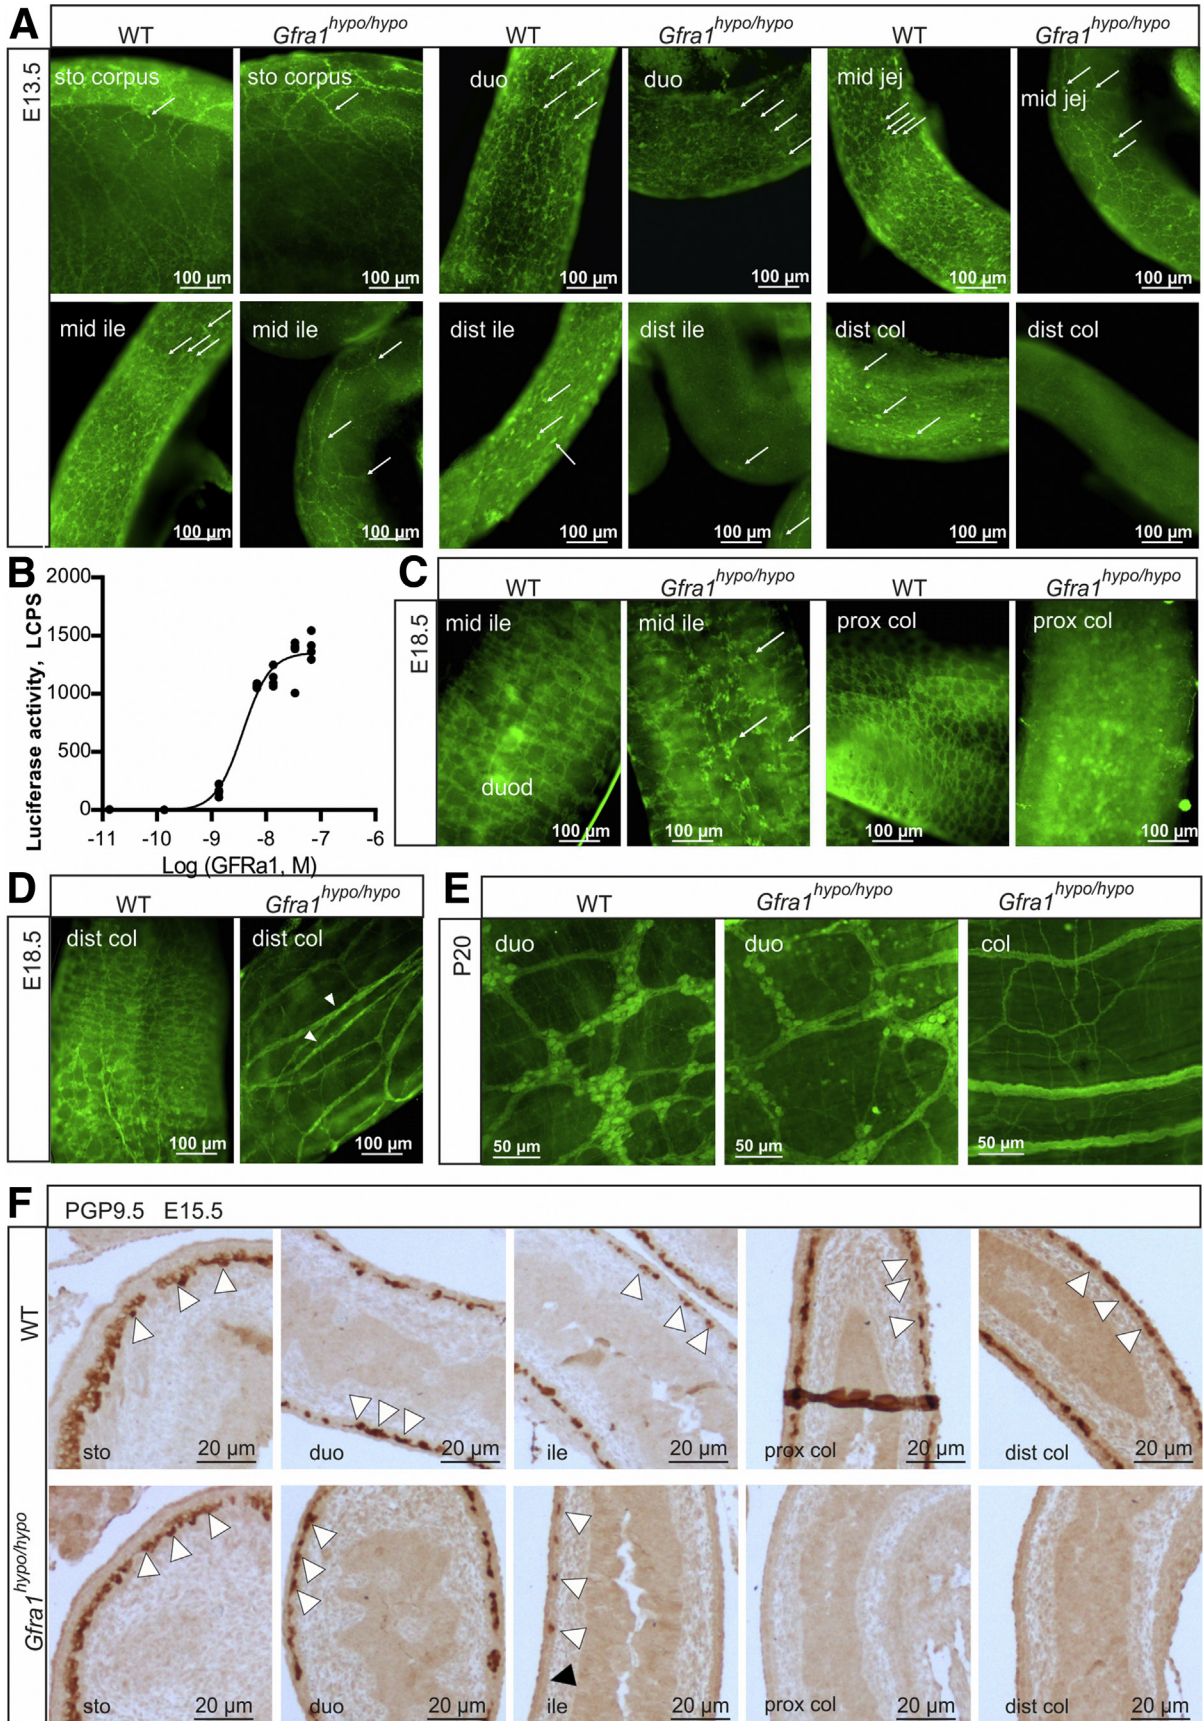 A
WT Gfra1hypo/hypo WT Gfra1hypo/hypo WT Gfra1hypo/hypo
E13.5
sto corpus sto corpus duo duo mid jej mid jej
100 µm 100 µm 100 µm 100 µm 100 µm 100 µm
mid ile mid ile dist ile dist ile dist col dist col
100 µm 100 µm 100 µm 100 µm 100 µm 100 µm
B
Luciferase activity, LCPS
2000
1500
1000
500
0
-11 -10 -9 -8 -7 -6
Log (GFRa1, M)
C
WT Gfra1hypo/hypo WT Gfra1hypo/hypo
E18.5
mid ile mid ile prox col prox col
duod
100 µm 100 µm 100 µm 100 µm
D
WT Gfra1hypo/hypo
E18.5
dist col dist col
100 µm 100 µm
E
WT Gfra1hypo/hypo Gfra1hypo/hypo
P20
duo duo col
50 µm 50 µm 50 µm
F
PGP9.5 E15.5
WT
sto 20 µm duo 20 µm ile 20 µm prox col 20 µm dist col 20 µm
Gfra1hypo/hypo
sto 20 µm duo 20 µm ile 20 µm prox col 20 µm dist col 20 µm